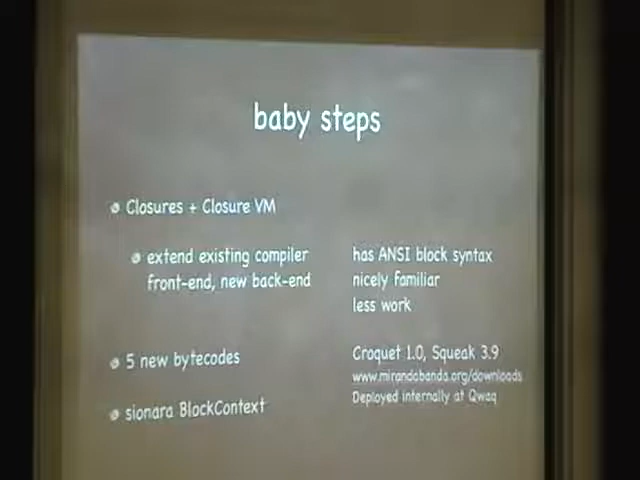 baby steps
Closures + Closure VM
extend existing compiler
front-end, new back-end
has ANSI block syntax
nicely familiar
less work
5 new bytecodes
Croquet 1.0, Squeak 3.9
www.mirandabanda.org/downloads
Deployed internally at Qwaq
sionara BlockContext